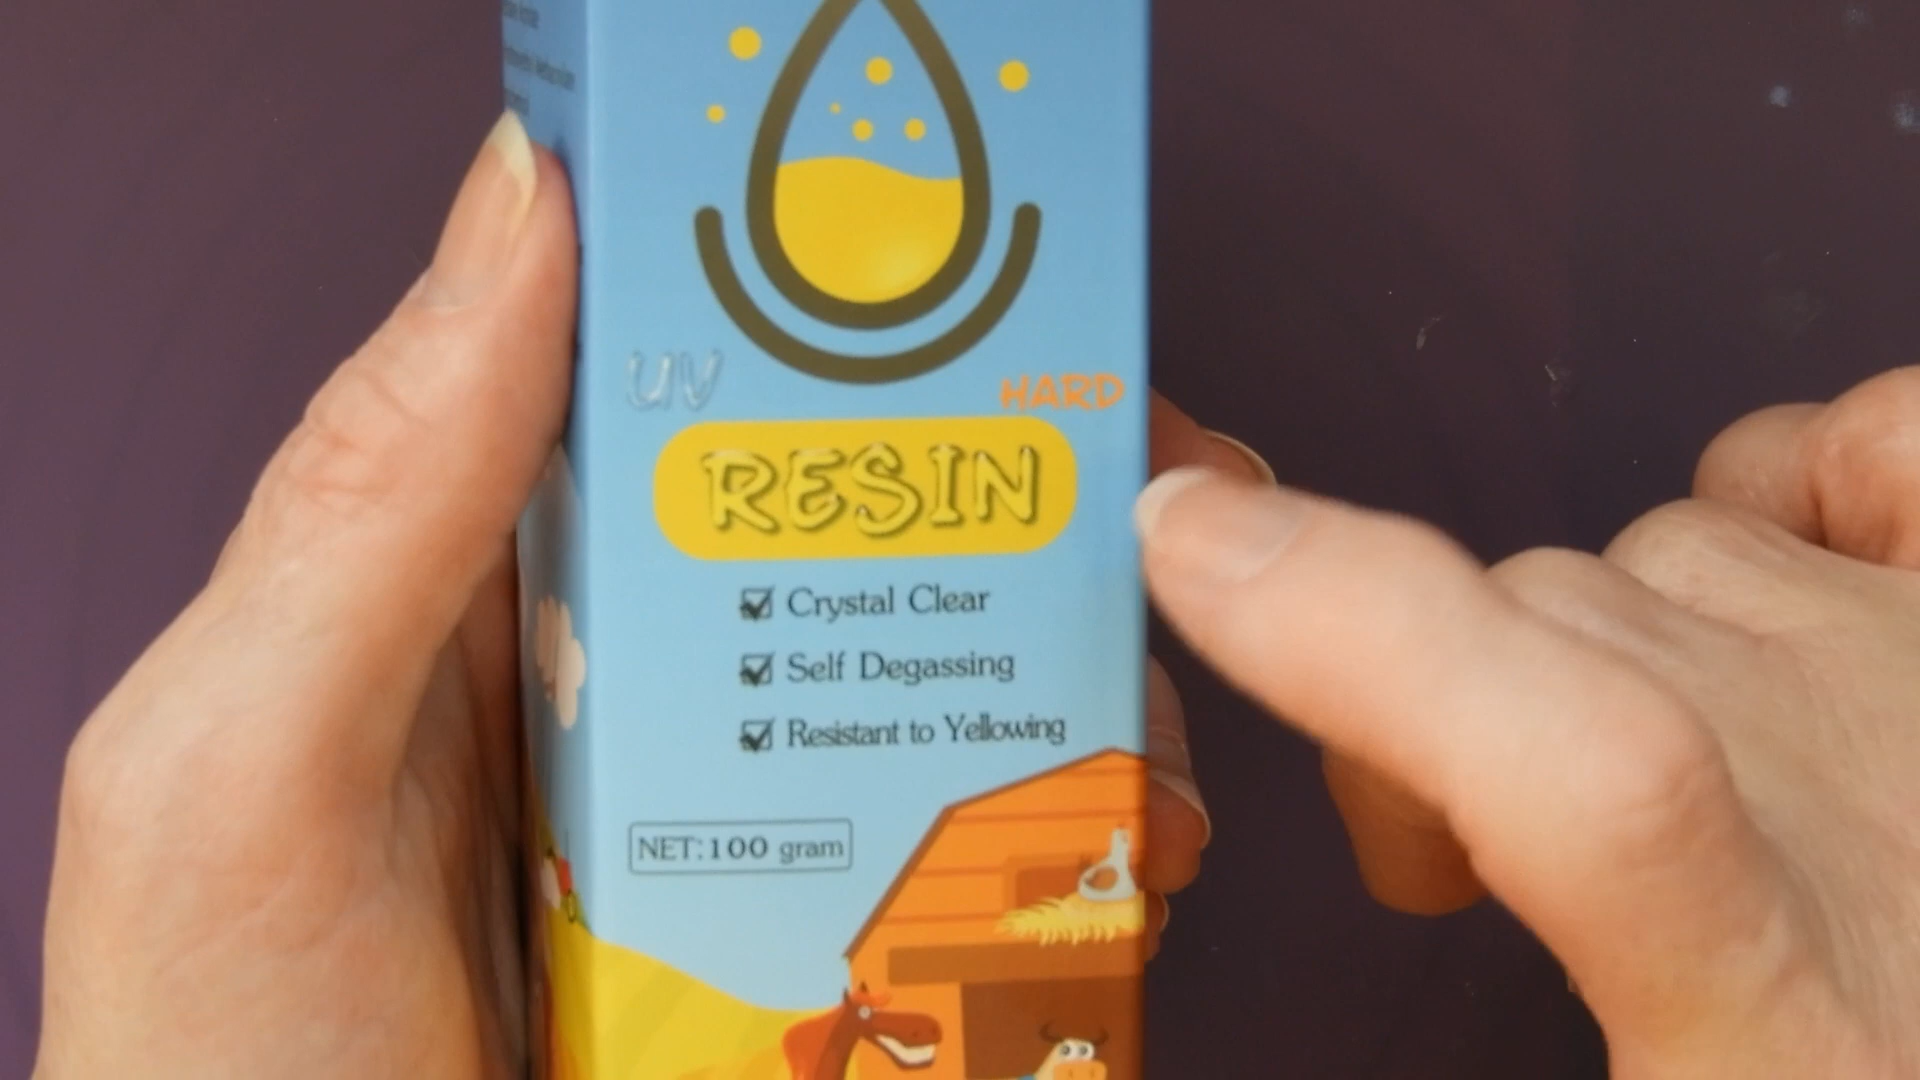 UV
HARD
RESIN
Crystal Clear
Self Degassing
Resistant to Yellowing
NET:100 gram